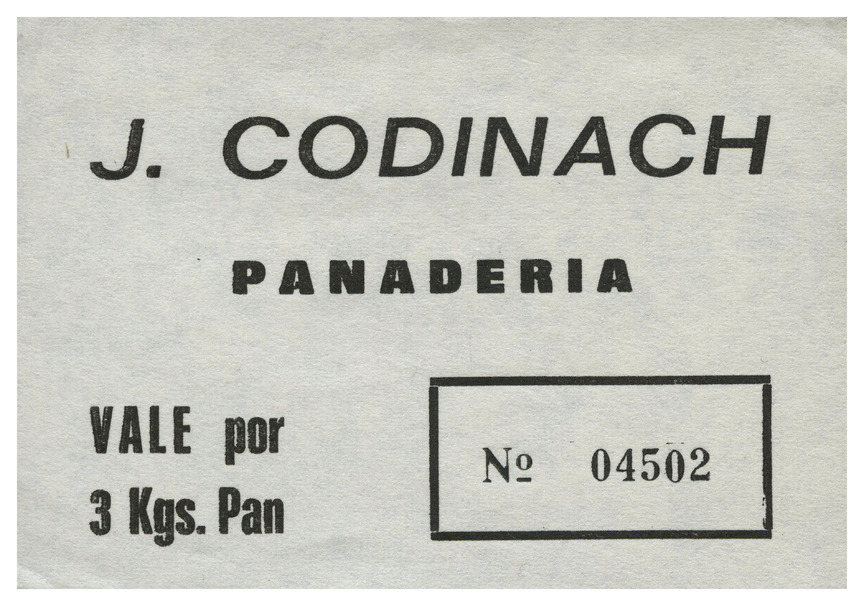 J. CODINACH
PANADERIA
VALE por
3 Kgs. Pan
Nº 04502